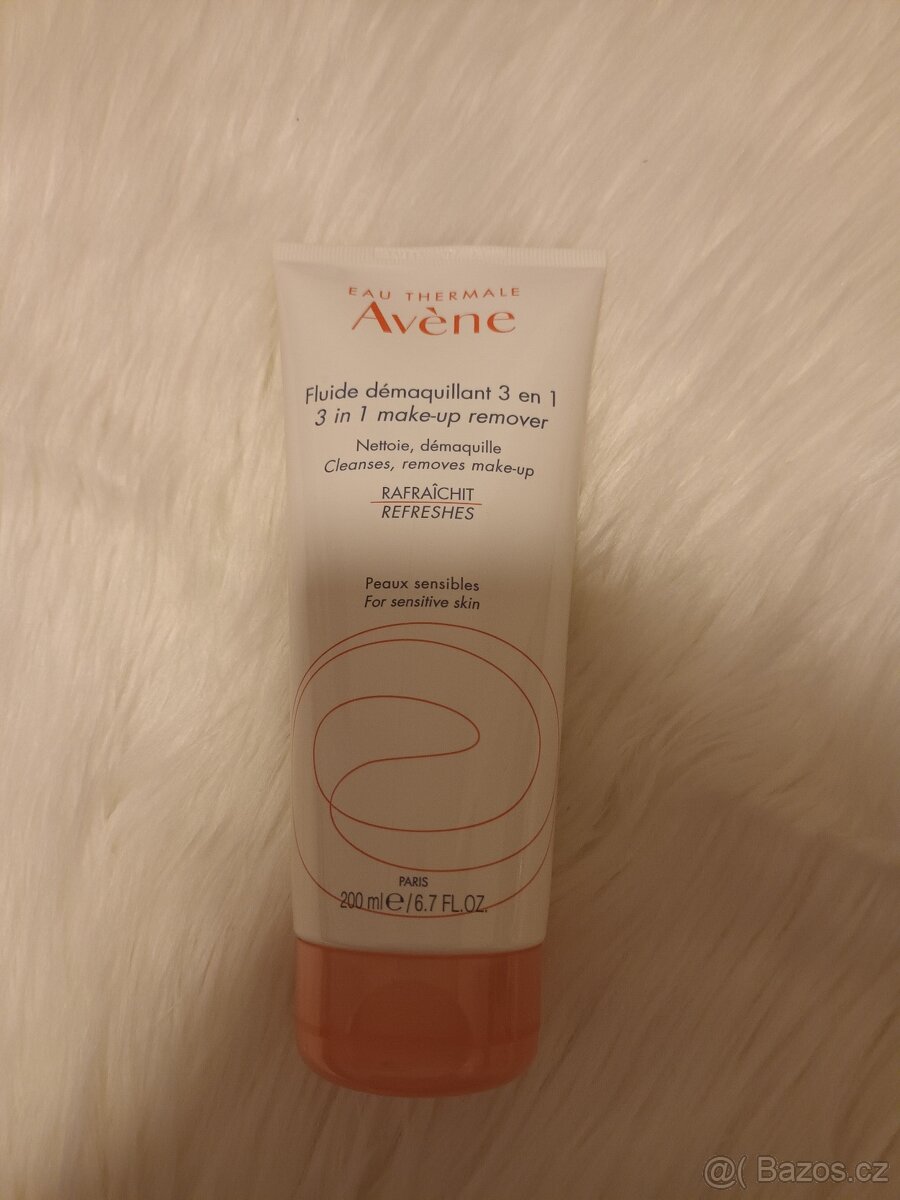 EAU THERMALE
Avène
Fluide démaquillant 3 en 1
3 in 1 make-up remover
Nettoie, démaquille
Cleanses, removes make-up
RAFRAÎCHIT
REFRESHES
Peaux sensibles
For sensitive skin
PARIS
200 ml ℮ / 6.7 FL.OZ.
@( Bazos.cz